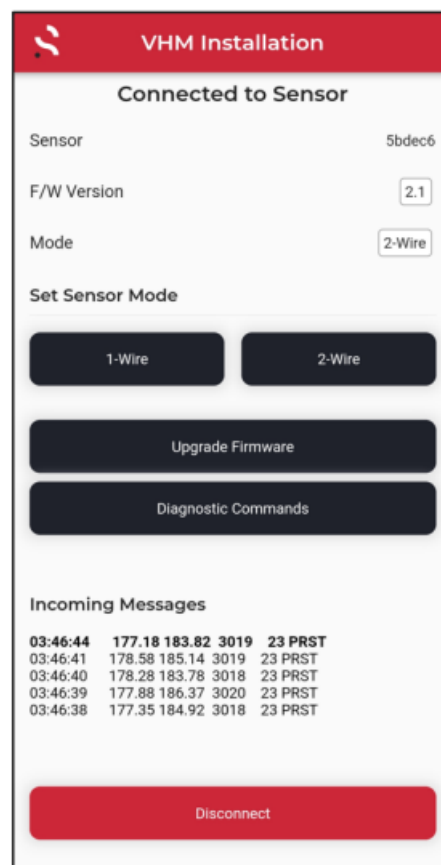 VHM Installation
Connected to Sensor
Sensor 5bdec6
F/W Version 2.1
Mode 2-Wire
Set Sensor Mode
1-Wire 2-Wire
Upgrade Firmware
Diagnostic Commands
Incoming Messages
03:46:44 177.18 183.82 3019 23 PRST
03:46:41 178.58 185.14 3019 23 PRST
03:46:40 178.28 183.78 3018 23 PRST
03:46:39 177.88 186.37 3020 23 PRST
03:46:38 177.35 184.92 3018 23 PRST
Disconnect